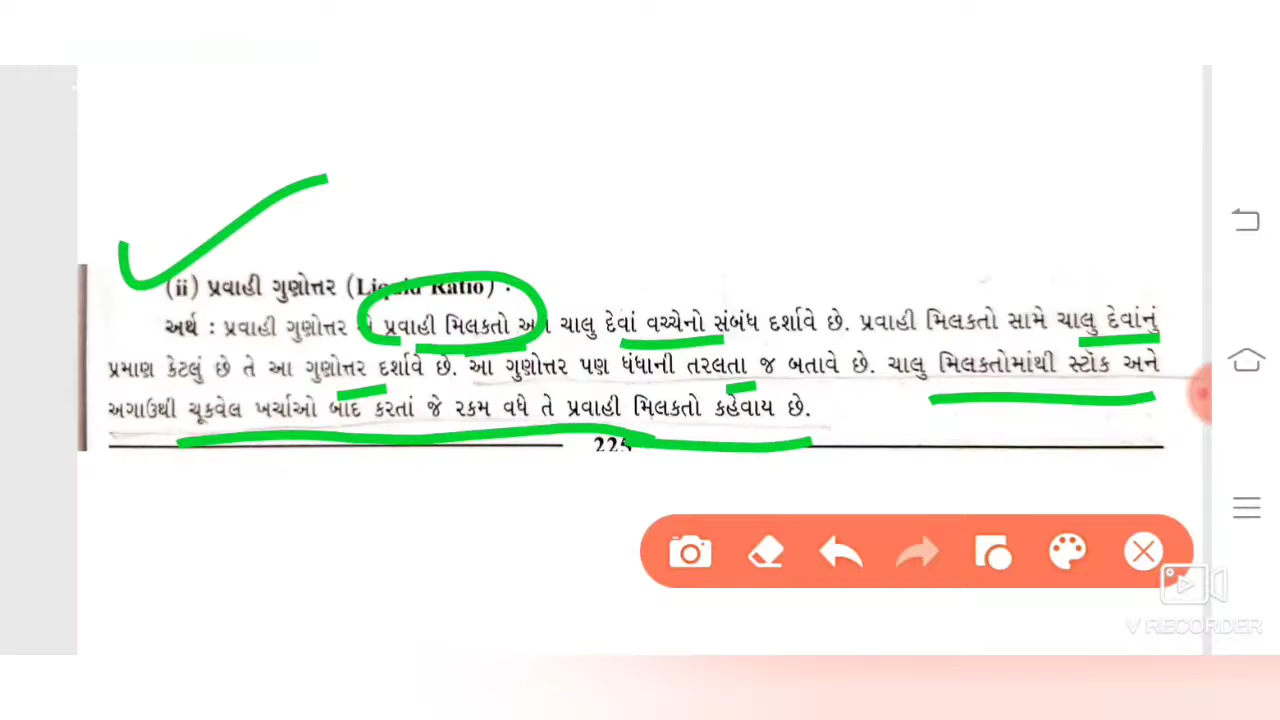 (ii) પ્રવાહી ગુણોત્તર (Liquid Ratio) :
અર્થ : પ્રવાહી ગુણોત્તર એ પ્રવાહી મિલકતો અને ચાલુ દેવાં વચ્ચેનો સંબંધ દર્શાવે છે. પ્રવાહી મિલકતો સામે ચાલુ દેવાંનું
પ્રમાણ કેટલું છે તે આ ગુણોત્તર દર્શાવે છે. આ ગુણોત્તર પણ ધંધાની તરલતા જ બતાવે છે. ચાલુ મિલકતોમાંથી સ્ટોક અને
અગાઉથી ચૂકવેલ ખર્ચાઓ બાદ કરતાં જે રકમ વધે તે પ્રવાહી મિલકતો કહેવાય છે.
V RECORDER